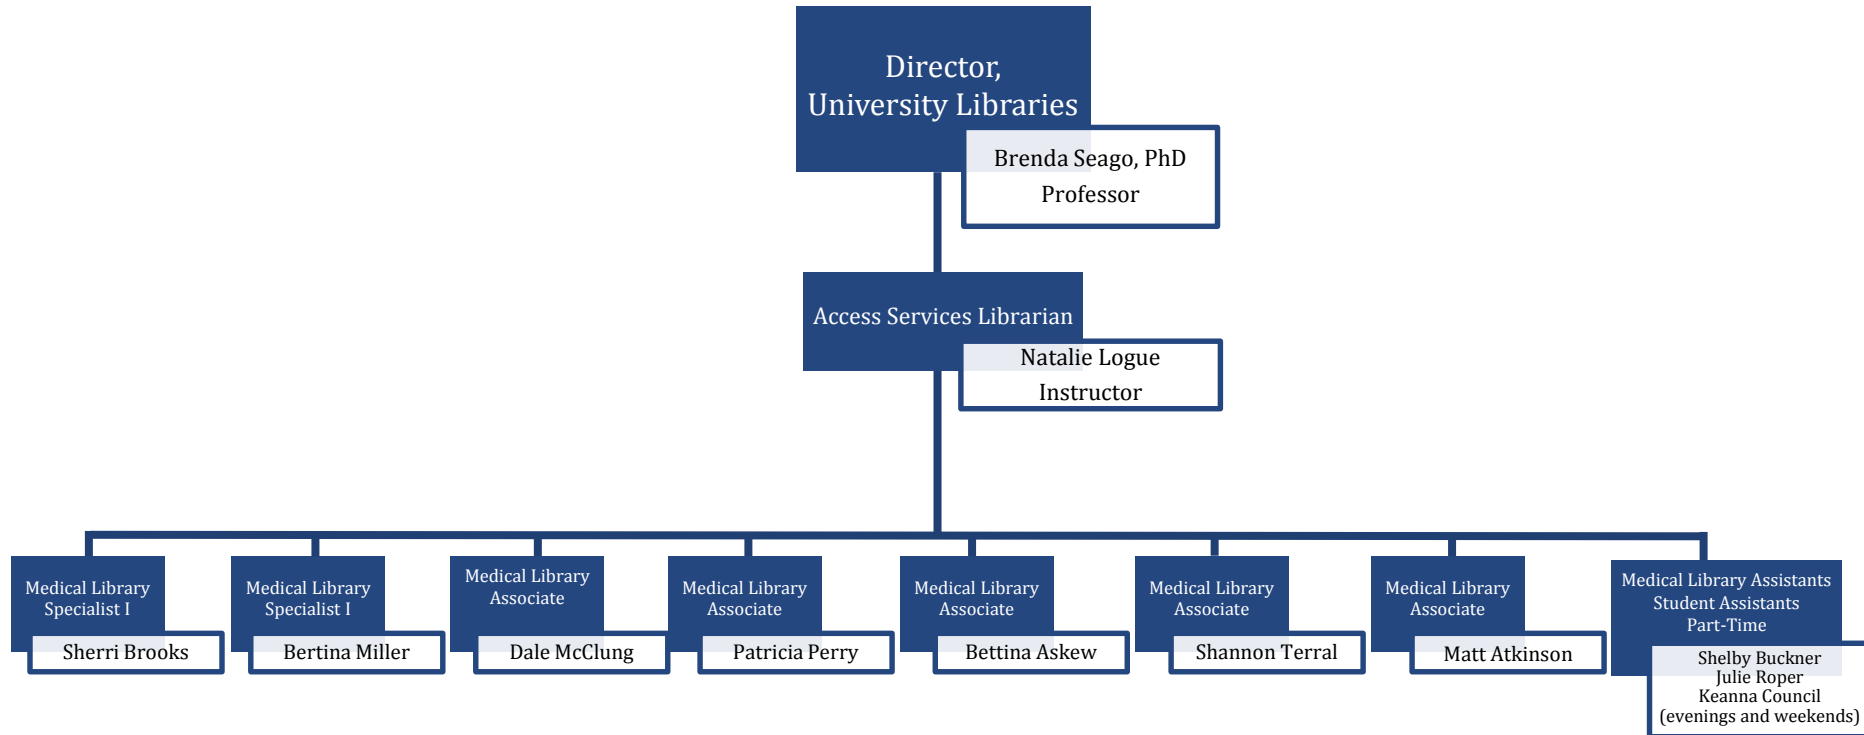 Director,
University Libraries
Brenda Seago, PhD
Professor
Access Services Librarian
Natalie Logue
Instructor
Medical Library
Specialist I
Sherri Brooks
Medical Library
Specialist I
Bertina Miller
Medical Library
Associate
Dale McClung
Medical Library
Associate
Patricia Perry
Medical Library
Associate
Bettina Askew
Medical Library
Associate
Shannon Terral
Medical Library
Associate
Matt Atkinson
Medical Library Assistants
Student Assistants
Part-Time
Shelby Buckner
Julie Roper
Keanna Council
(evenings and weekends)